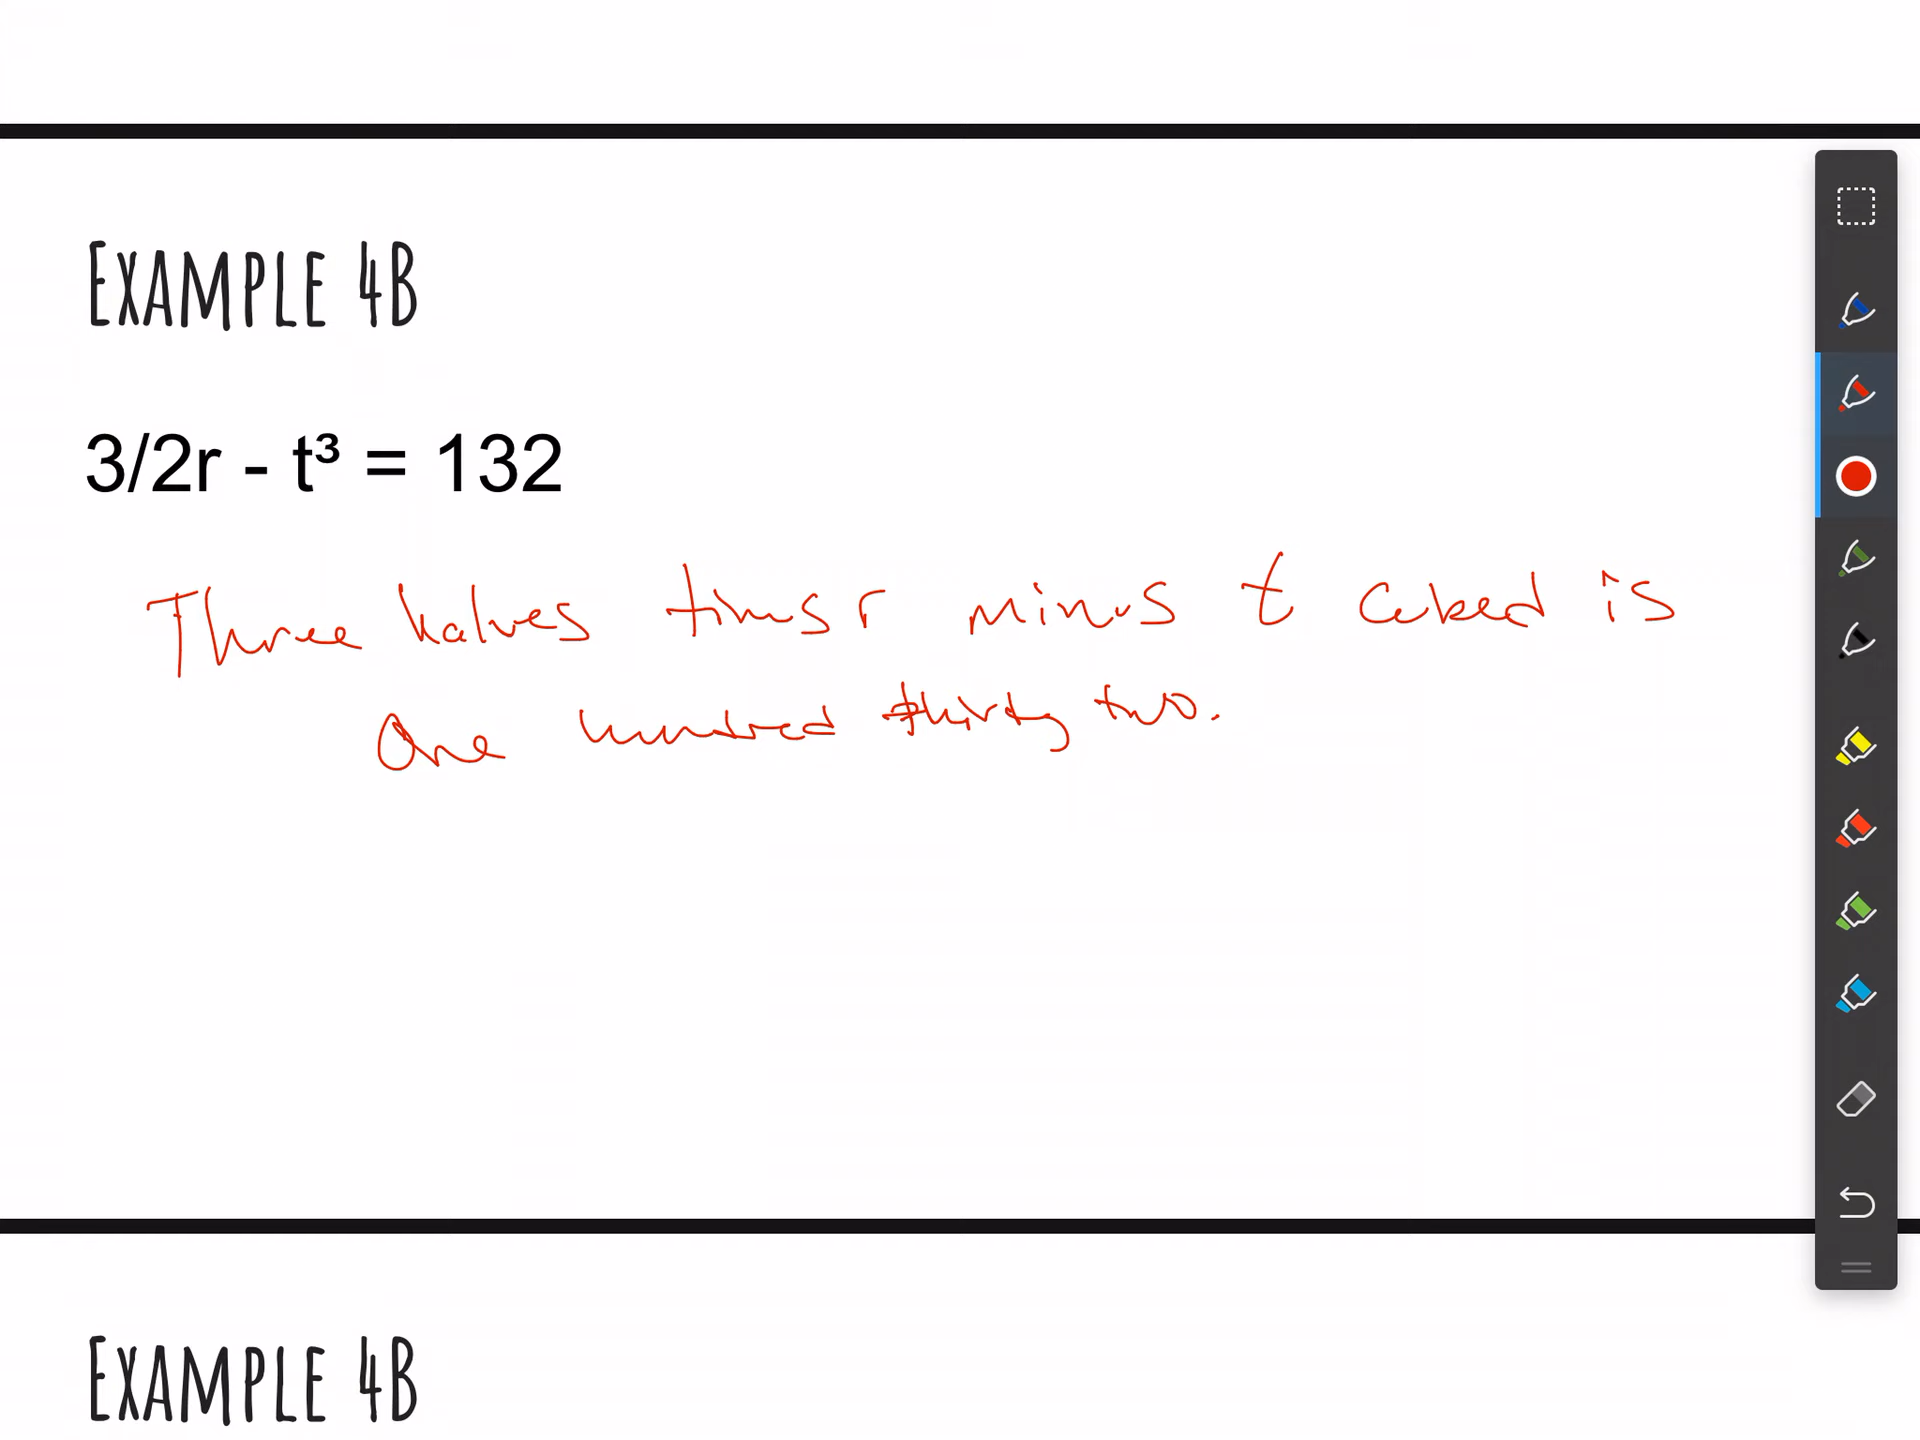 EXAMPLE 4B
3/2r - t³ = 132
Three halves times r minus t cubed is
One hundred thirty two.
EXAMPLE 4B